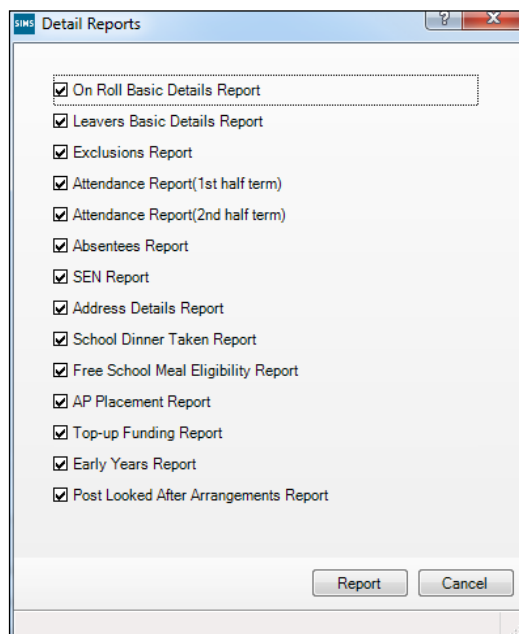 SIMS Detail Reports
On Roll Basic Details Report
Leavers Basic Details Report
Exclusions Report
Attendance Report(1st half term)
Attendance Report(2nd half term)
Absentees Report
SEN Report
Address Details Report
School Dinner Taken Report
Free School Meal Eligibility Report
AP Placement Report
Top-up Funding Report
Early Years Report
Post Looked After Arrangements Report
Report Cancel